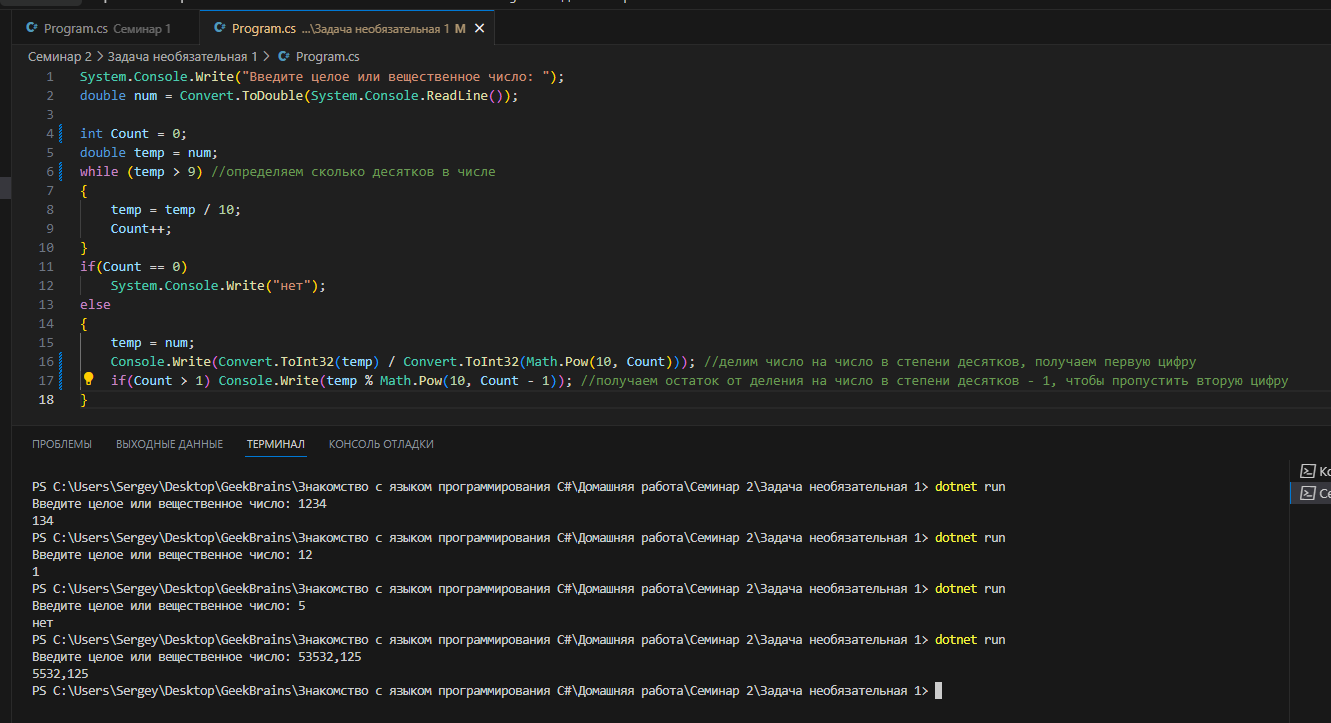 Program.cs Семинар 1
Program.cs ...\Задача необязательная 1 M
Семинар 2 > Задача необязательная 1 > Program.cs
1 System.Console.Write("Введите целое или вещественное число: ");
2 double num = Convert.ToDouble(System.Console.ReadLine());
3
4 int Count = 0;
5 double temp = num;
6 while (temp > 9) //определяем сколько десятков в числе
7 {
8 temp = temp / 10;
9 Count++;
10 }
11 if(Count == 0)
12 System.Console.Write("нет");
13 else
14 {
15 temp = num;
16 Console.Write(Convert.ToInt32(temp) / Convert.ToInt32(Math.Pow(10, Count))); //делим число на число в степени десятков, получаем первую цифру
17 if(Count > 1) Console.Write(temp % Math.Pow(10, Count - 1)); //получаем остаток от деления на число в степени десятков - 1, чтобы пропустить вторую цифру
18 }
ПРОБЛЕМЫ ВЫХОДНЫЕ ДАННЫЕ ТЕРМИНАЛ КОНСОЛЬ ОТЛАДКИ
PS C:\Users\Sergey\Desktop\GeekBrains\Знакомство с языком программирования C#\Домашняя работа\Семинар 2\Задача необязательная 1> dotnet run
Введите целое или вещественное число: 1234
134
PS C:\Users\Sergey\Desktop\GeekBrains\Знакомство с языком программирования C#\Домашняя работа\Семинар 2\Задача необязательная 1> dotnet run
Введите целое или вещественное число: 12
1
PS C:\Users\Sergey\Desktop\GeekBrains\Знакомство с языком программирования C#\Домашняя работа\Семинар 2\Задача необязательная 1> dotnet run
Введите целое или вещественное число: 5
нет
PS C:\Users\Sergey\Desktop\GeekBrains\Знакомство с языком программирования C#\Домашняя работа\Семинар 2\Задача необязательная 1> dotnet run
Введите целое или вещественное число: 53532,125
5532,125
PS C:\Users\Sergey\Desktop\GeekBrains\Знакомство с языком программирования C#\Домашняя работа\Семинар 2\Задача необязательная 1>